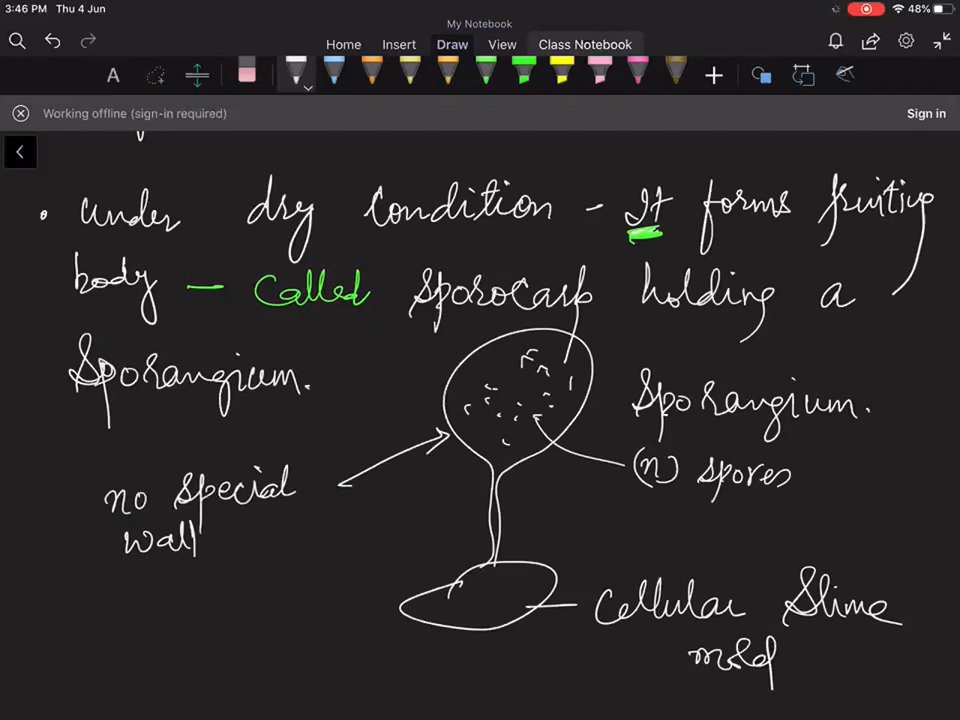 3:46 PM Thu 4 Jun
48%
My Notebook
Home Insert Draw View Class Notebook
A
Working offline (sign-in required)
Sign in
• under dry condition - It forms fruiting
body — called sporocarp holding a
Sporangium.
Sporangium.
(n) spores
no special
wall
cellular Slime
mold